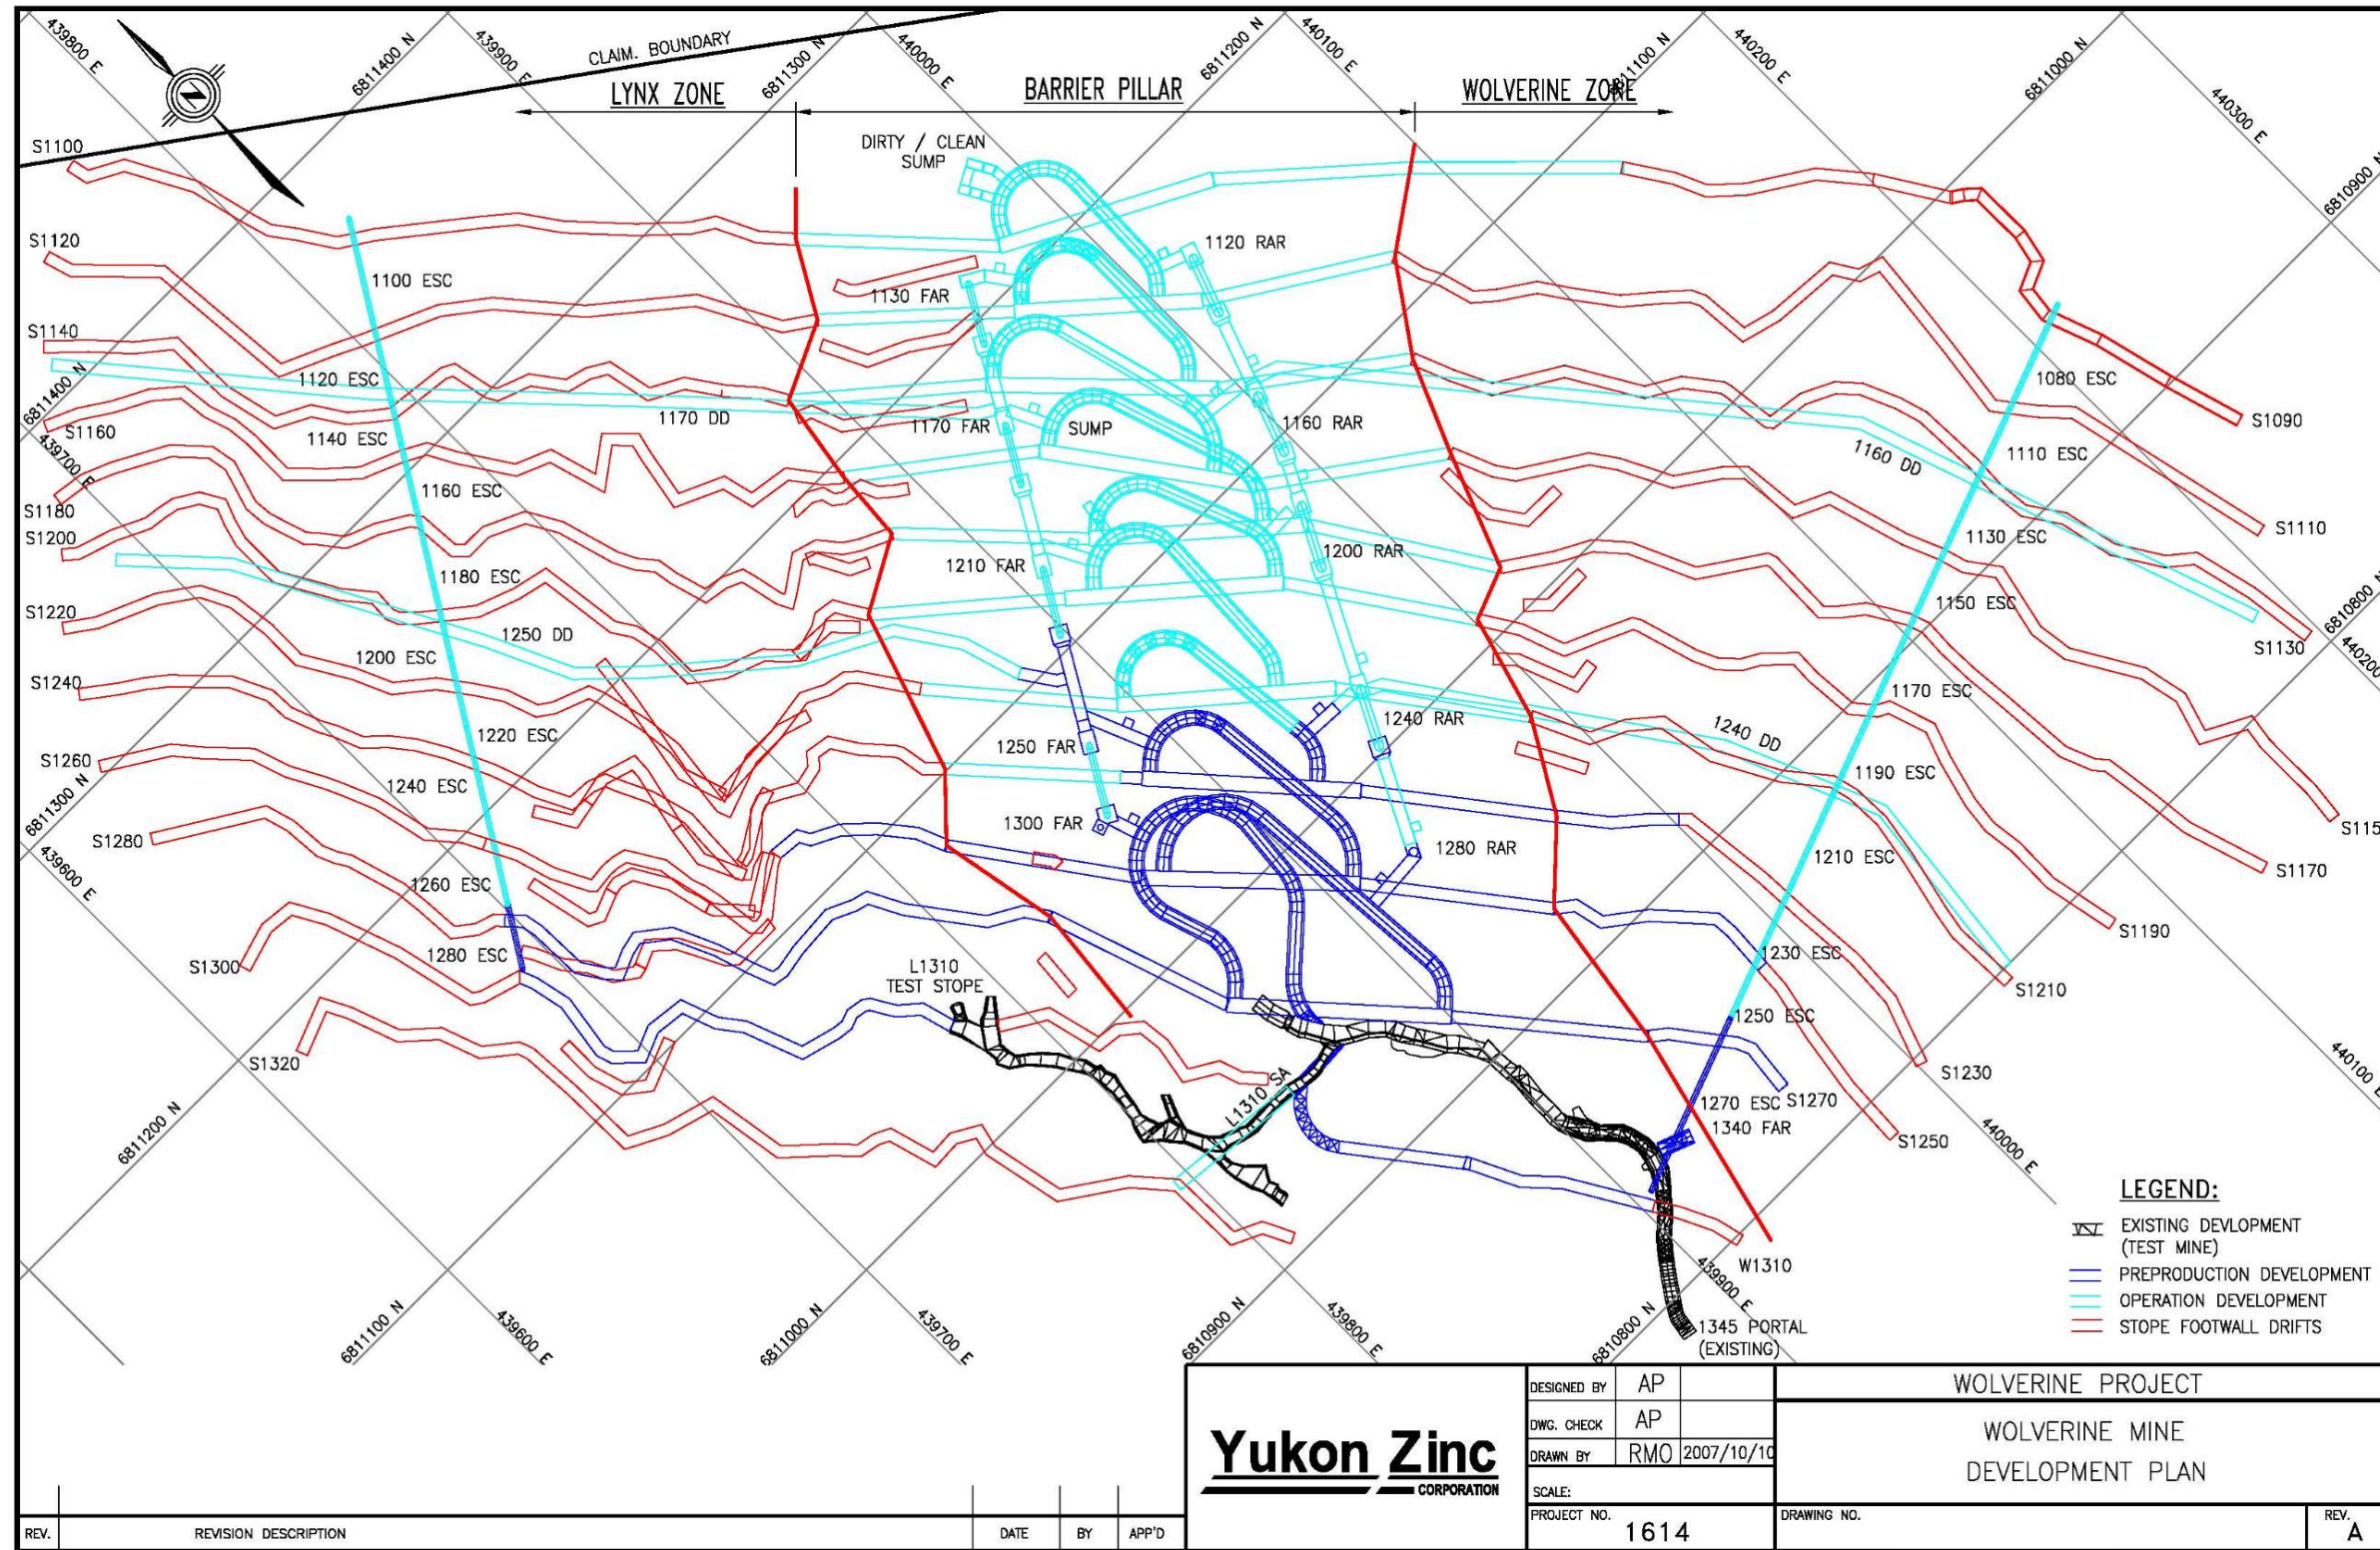 439800 E
6811400 N
439900 E
CLAIM. BOUNDARY
6811300 N
440000 E
6811200 N
440100 E
6811100 N
440200 E
6811000 N
440300 E
6810900 N
LYNX ZONE
BARRIER PILLAR
WOLVERINE ZONE
DIRTY / CLEAN
SUMP
S1100
S1120
S1140
6811400 N
S1160
439700 E
S1180
S1200
S1220
S1240
S1260
6811300 N
S1280
439600 E
S1300
S1320
1100 ESC
1120 ESC
1140 ESC
1160 ESC
1180 ESC
1200 ESC
1220 ESC
1240 ESC
1260 ESC
1280 ESC
1170 DD
1250 DD
1130 FAR
1170 FAR
1210 FAR
1250 FAR
1300 FAR
SUMP
1120 RAR
1160 RAR
1200 RAR
1240 RAR
1280 RAR
1160 DD
1240 DD
1080 ESC
1110 ESC
1130 ESC
1150 ESC
1170 ESC
1190 ESC
1210 ESC
1230 ESC
1250 ESC
1270 ESC
1340 FAR
S1090
S1110
6810800 N
S1130
440200
S115
S1170
S1190
S1210
440100 E
S1230
S1270
S1250
440000 E
L1310
TEST STOPE
L1310 SA
W1310
439900 E
1345 PORTAL
(EXISTING)
6811200 N
6811100 N
439600 E
6811000 N
439700 E
6810900 N
439800 E
6810800 N
LEGEND:
EXISTING DEVLOPMENT
(TEST MINE)
PREPRODUCTION DEVELOPMENT
OPERATION DEVELOPMENT
STOPE FOOTWALL DRIFTS
Yukon Zinc
CORPORATION
DESIGNED BY AP
DWG. CHECK AP
DRAWN BY RMO 2007/10/10
SCALE:
PROJECT NO. 1614
WOLVERINE PROJECT
WOLVERINE MINE
DEVELOPMENT PLAN
DRAWING NO.
REV. A
REV. REVISION DESCRIPTION DATE BY APP'D